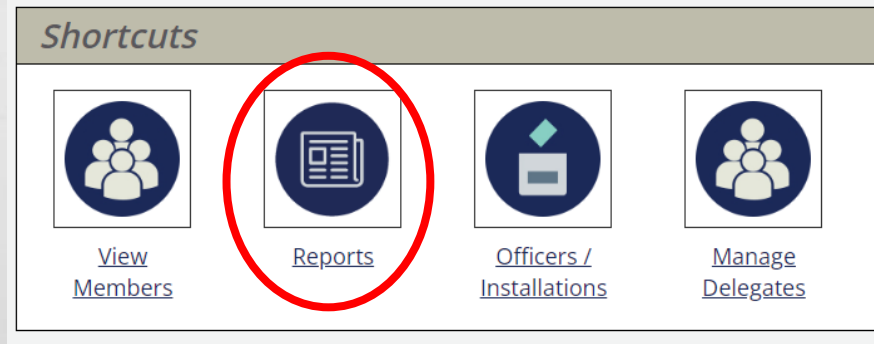 Shortcuts
View
Members
Reports
Officers /
Installations
Manage
Delegates